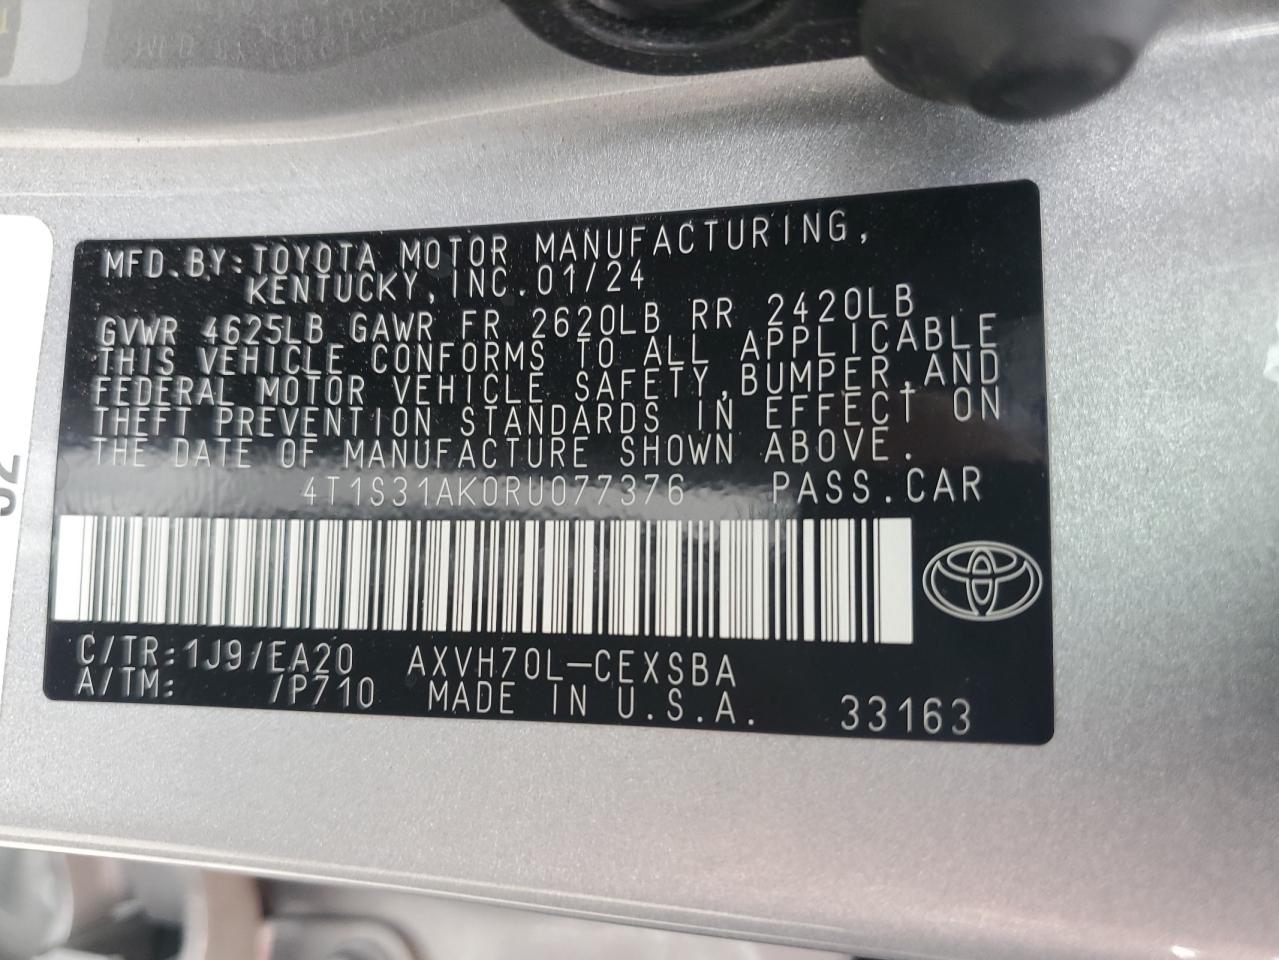 MFD.BY:TOYOTA MOTOR MANUFACTURING,
KENTUCKY,INC.01/24
GVWR 4625LB GAWR FR 2620LB RR 2420LB
THIS VEHICLE CONFORMS TO ALL APPLICABLE
FEDERAL MOTOR VEHICLE SAFETY,BUMPER,AND
THEFT PREVENTION STANDARDS IN EFFECT ON
THE DATE OF MANUFACTURE SHOWN ABOVE.
4T1S31AK0RU077376 PASS.CAR
C/TR:1J9/EA20 AXVH70L-CEXSBA
A/TM: /P710 MADE IN U.S.A. 33163